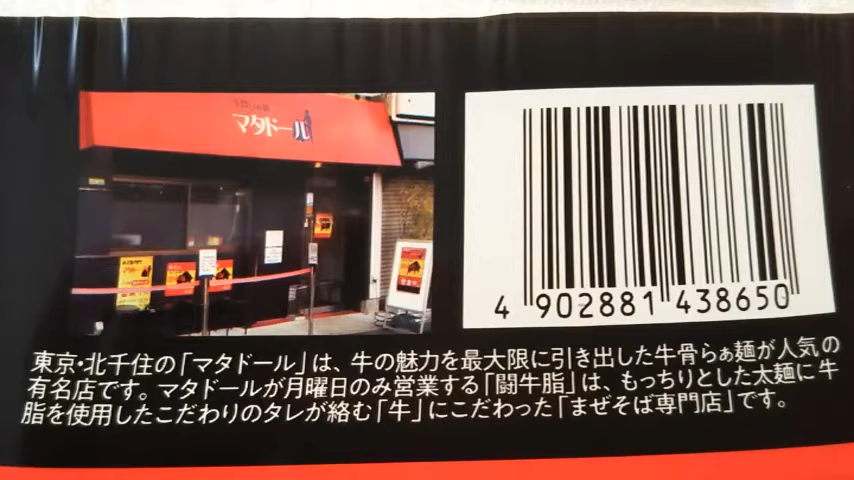 マタドール
4 902881 438650
東京・北千住の「マタドール」は、牛の魅力を最大限に引き出した牛骨らぁ麺が人気の
有名店です。マタドールが月曜日のみ営業する「闘牛脂」は、もっちりとした太麺に牛
脂を使用したこだわりのタレが絡む「牛」にこだわった「まぜそば専門店」です。